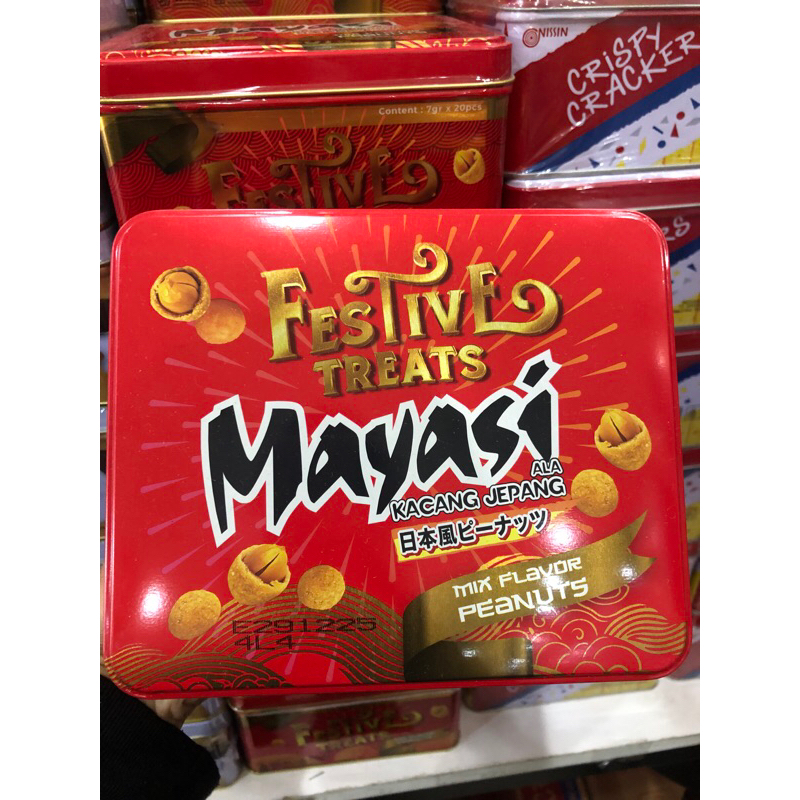 NISSIN
CRISPY
CRACKER
Content : 7gr x 20pcs
FESTIVE
FESTIVE
TREATS
Mayasi
ALA
KACANG JEPANG
日本風ピーナッツ
MIX FLAVOR
PEANUTS
E291225
4L4
FESTIVE
TREATS